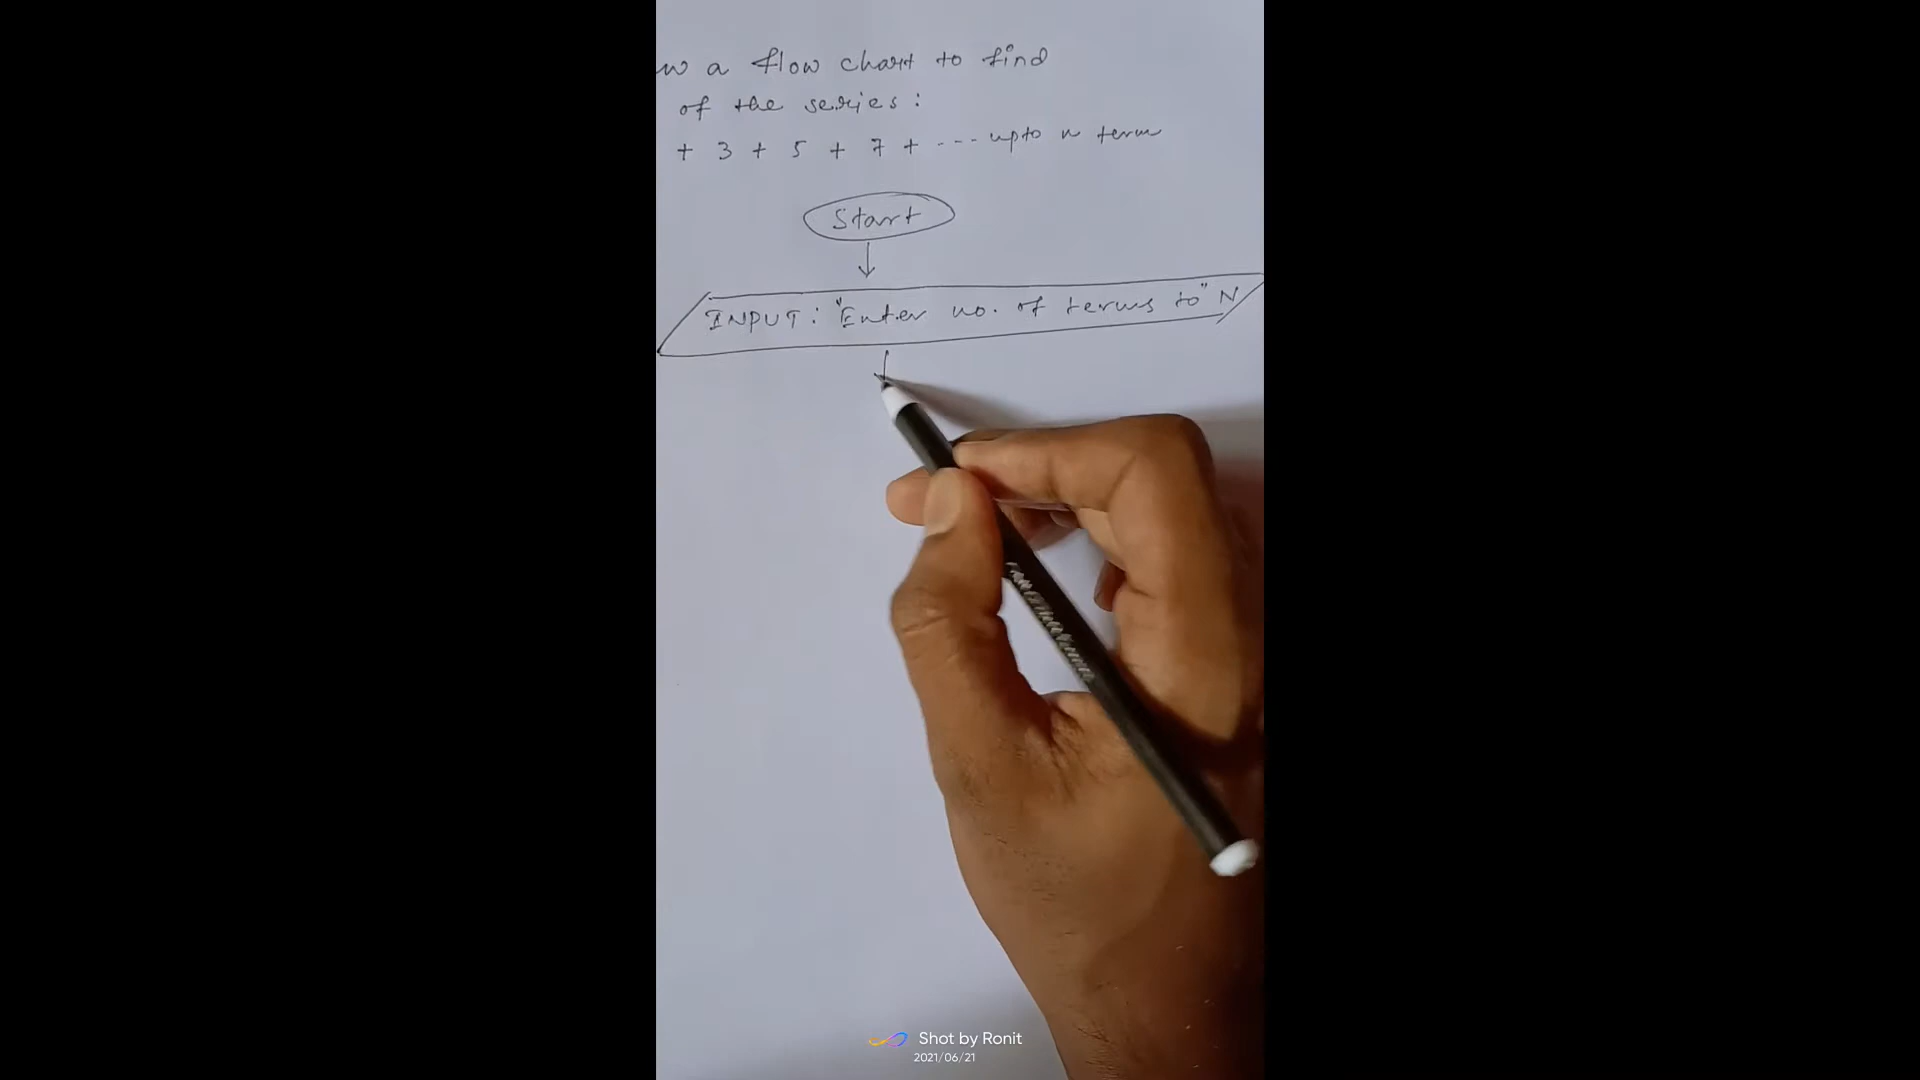 w a flow chart to find
of the series:
+ 3 + 5 + 7 + --- upto n term
Start
INPUT: "Enter no. of terms to" N
Shot by Ronit
2021/06/21